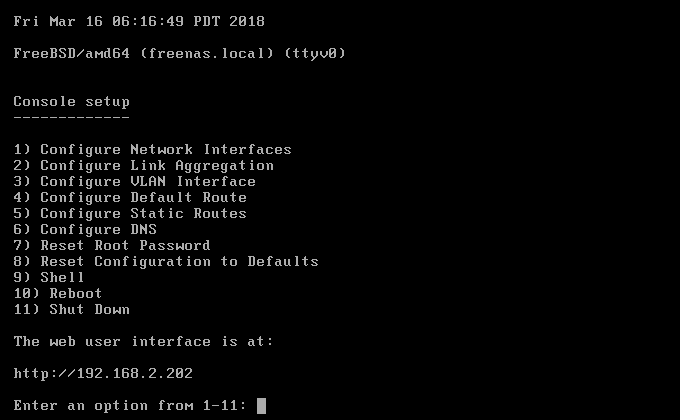 Fri Mar 16 06:16:49 PDT 2018
FreeBSD/amd64 (freenas.local) (ttyv0)
Console setup
-------------
1) Configure Network Interfaces
2) Configure Link Aggregation
3) Configure VLAN Interface
4) Configure Default Route
5) Configure Static Routes
6) Configure DNS
7) Reset Root Password
8) Reset Configuration to Defaults
9) Shell
10) Reboot
11) Shut Down
The web user interface is at:
http://192.168.2.202
Enter an option from 1-11: